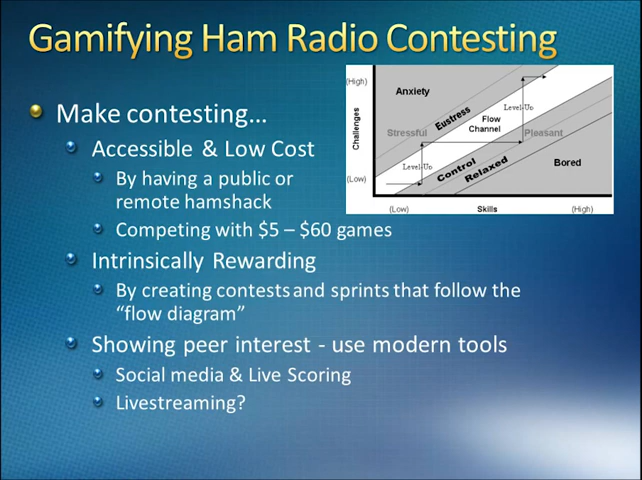 Gamifying Ham Radio Contesting
Make contesting…
Accessible & Low Cost
By having a public or
remote hamshack
Competing with $5 – $60 games
Intrinsically Rewarding
By creating contests and sprints that follow the
“flow diagram”
Showing peer interest - use modern tools
Social media & Live Scoring
Livestreaming?
(High)
Anxiety
Level-Up
Eustress
Flow
Channel
Challenges
Stressful
Pleasant
Level-Up
Control
Relaxed
Bored
(Low)
(Low)
Skills
(High)